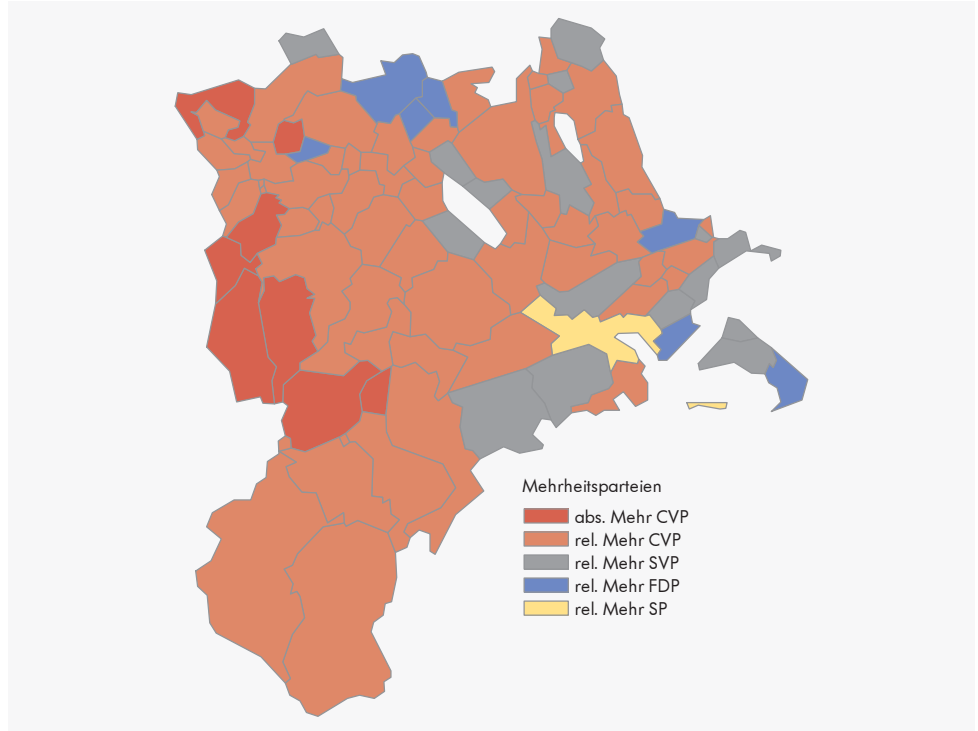 Mehrheitsparteien
abs. Mehr CVP
rel. Mehr CVP
rel. Mehr SVP
rel. Mehr FDP
rel. Mehr SP